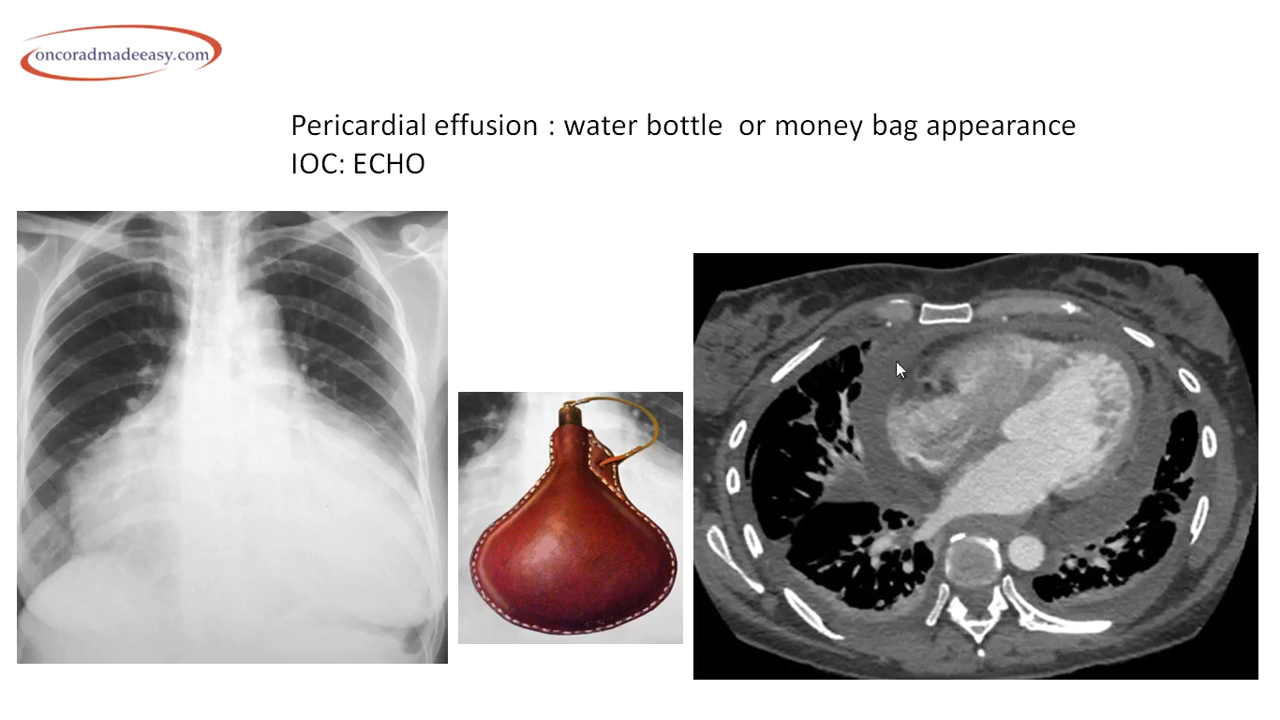 oncoradmadeeasy.com
Pericardial effusion : water bottle  or money bag appearance
IOC: ECHO